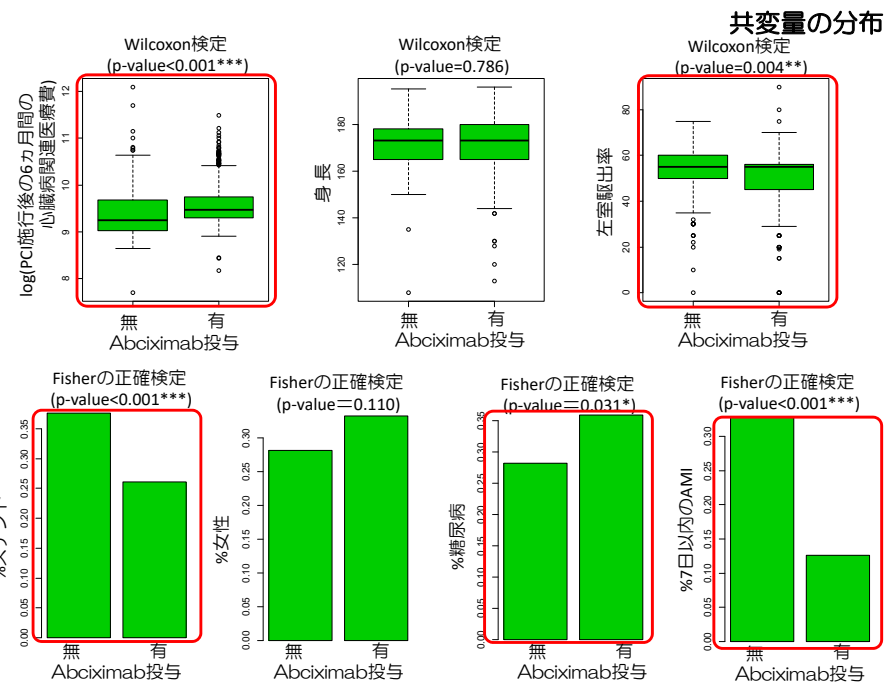 共変量の分布
Wilcoxon検定
(p-value<0.001***)
log(PCI施行後の6ヵ月間の
心臓病関連医療費)
12
11
10
9
8
無 有
Abciximab投与
Wilcoxon検定
(p-value=0.786)
身 長
180
160
140
120
無 有
Abciximab投与
Wilcoxon検定
(p-value=0.004**)
左室駆出率
80
60
40
20
0
無 有
Abciximab投与
Fisherの正確検定
(p-value<0.001***)
0.35
0.30
0.25
0.20
0.15
0.10
0.05
0.00
無 有
Abciximab投与
Fisherの正確検定
(p-value=0.110)
%女性
0.30
0.25
0.20
0.15
0.10
0.05
0.00
無 有
Abciximab投与
Fisherの正確検定
(p-value=0.031*)
%糖尿病
0.35
0.30
0.25
0.20
0.15
0.10
0.05
0.00
無 有
Abciximab投与
Fisherの正確検定
(p-value<0.001***)
%7日以内のAMI
0.30
0.25
0.20
0.15
0.10
0.05
0.00
無 有
Abciximab投与